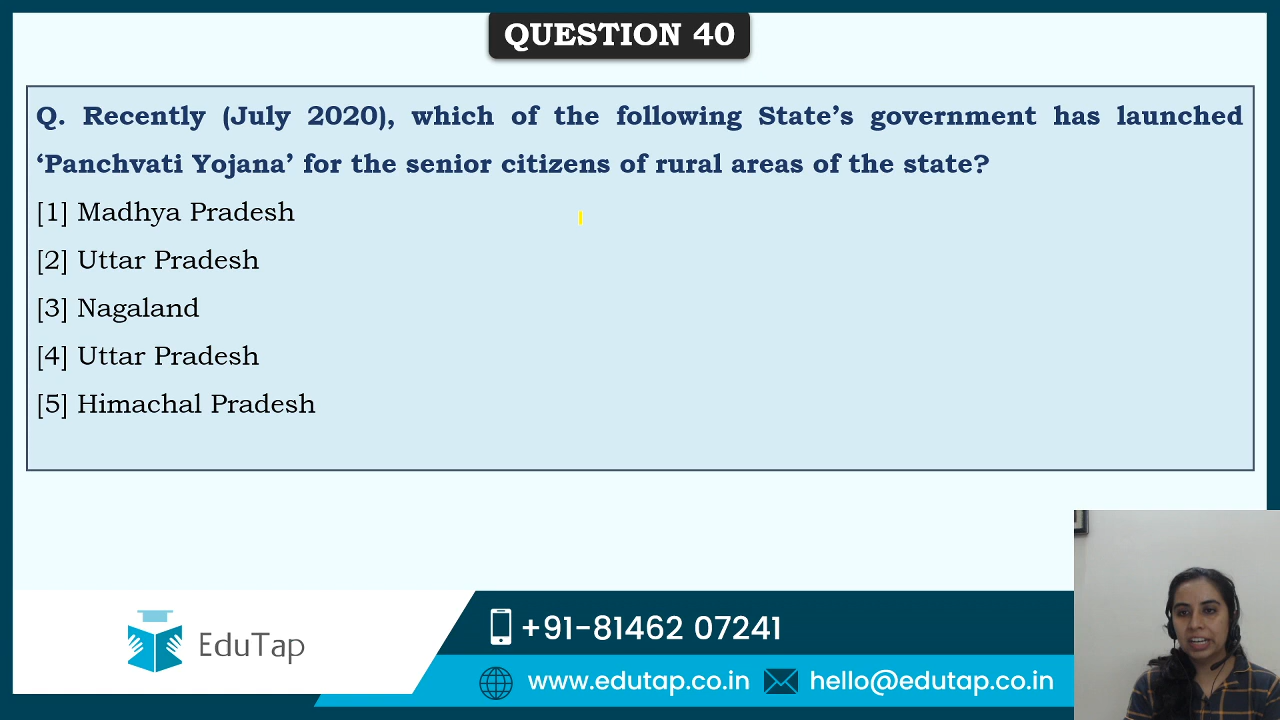 QUESTION 40
Q. Recently (July 2020), which of the following State’s government has launched
‘Panchvati Yojana’ for the senior citizens of rural areas of the state?
[1] Madhya Pradesh
[2] Uttar Pradesh
[3] Nagaland
[4] Uttar Pradesh
[5] Himachal Pradesh
EduTap
+91-81462 07241
www.edutap.co.in hello@edutap.co.in